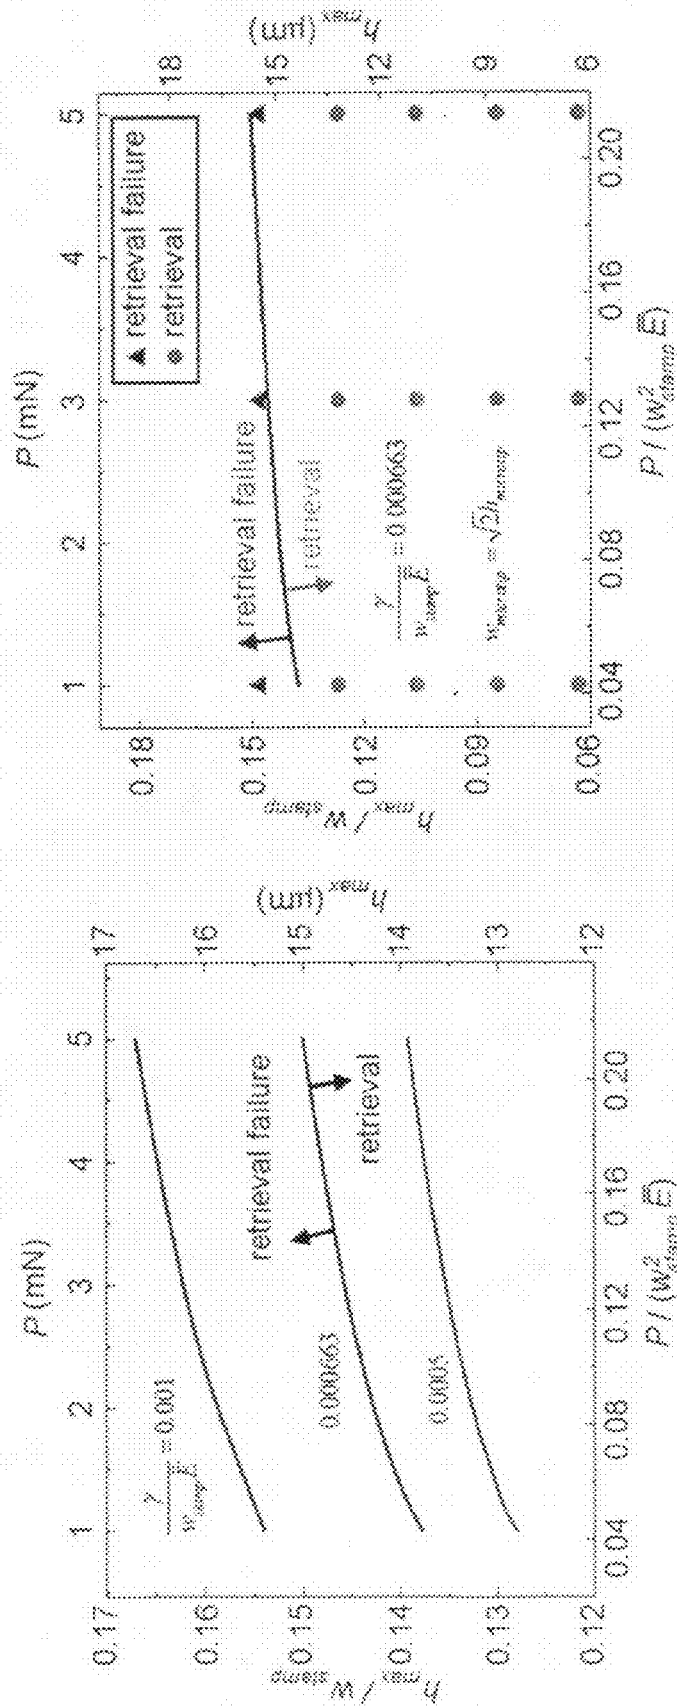 P (mN)
1 2 3 4 5
0.17
0.16
0.15
0.14
0.13
0.12
h_max / w_stamp
17
16
15
14
13
12
h_max (μm)
γ / w_stamp E̅ = 0.001
0.000663
0.0005
retrieval failure
retrieval
0.04 0.08 0.12 0.16 0.20
P / (w²_stamp E̅)
P (mN)
1 2 3 4 5
0.18
0.15
0.12
0.09
0.06
h_max / w_stamp
18
15
12
9
6
h_max (μm)
▲ retrieval failure
● retrieval
retrieval failure
retrieval
γ / w_stamp E̅ = 0.000663
w_microtip = √2h_microtip
0.04 0.08 0.12 0.16 0.20
P / (w²_stamp E̅)